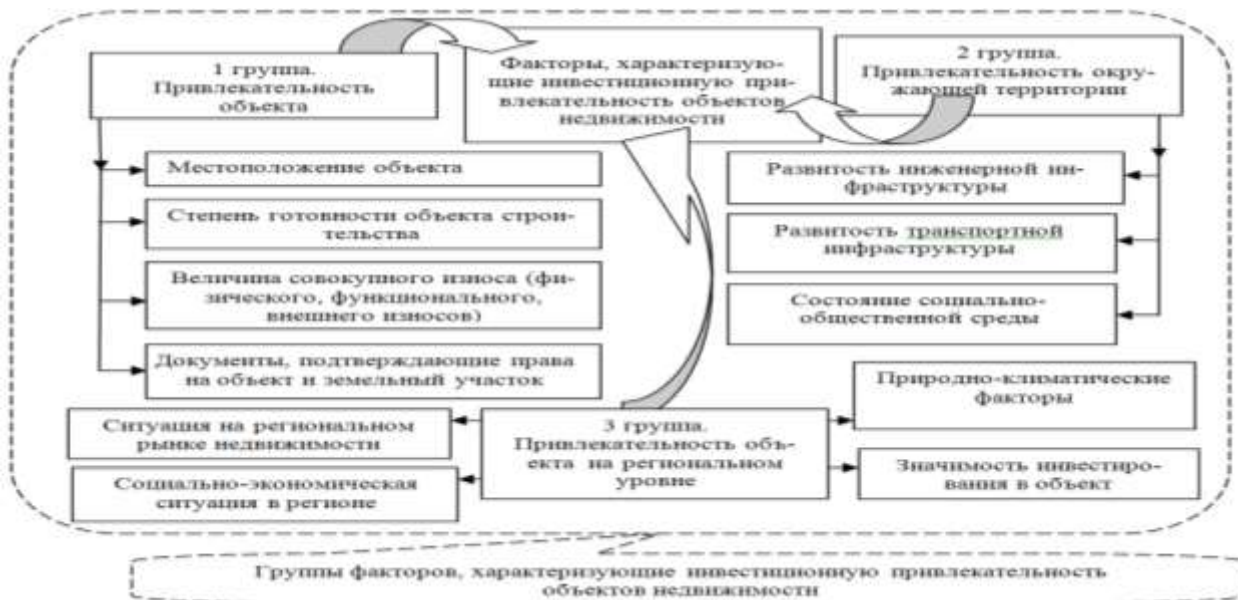 1 группа.
Привлекательность
объекта
Факторы, характеризую-
щие инвестиционную при-
влекательность объектов
недвижимости
2 группа.
Привлекательность окру-
жающей территории
Местоположение объекта
Степень готовности объекта строи-
тельства
Величина совокупного износа (фи-
зического, функционального,
внешнего износов)
Документы, подтверждающие права
на объект и земельный участок
Развитость инженерной ин-
фраструктуры
Развитость транспортной
инфраструктуры
Состояние социально-
общественной среды
Ситуация на региональном
рынке недвижимости
Социально-экономическая
ситуация в регионе
3 группа.
Привлекательность объ-
екта на региональном
уровне
Природно-климатические
факторы
Значимость инвестиро-
вания в объект
Группы факторов, характеризующие инвестиционную привлекательность
объектов недвижимости